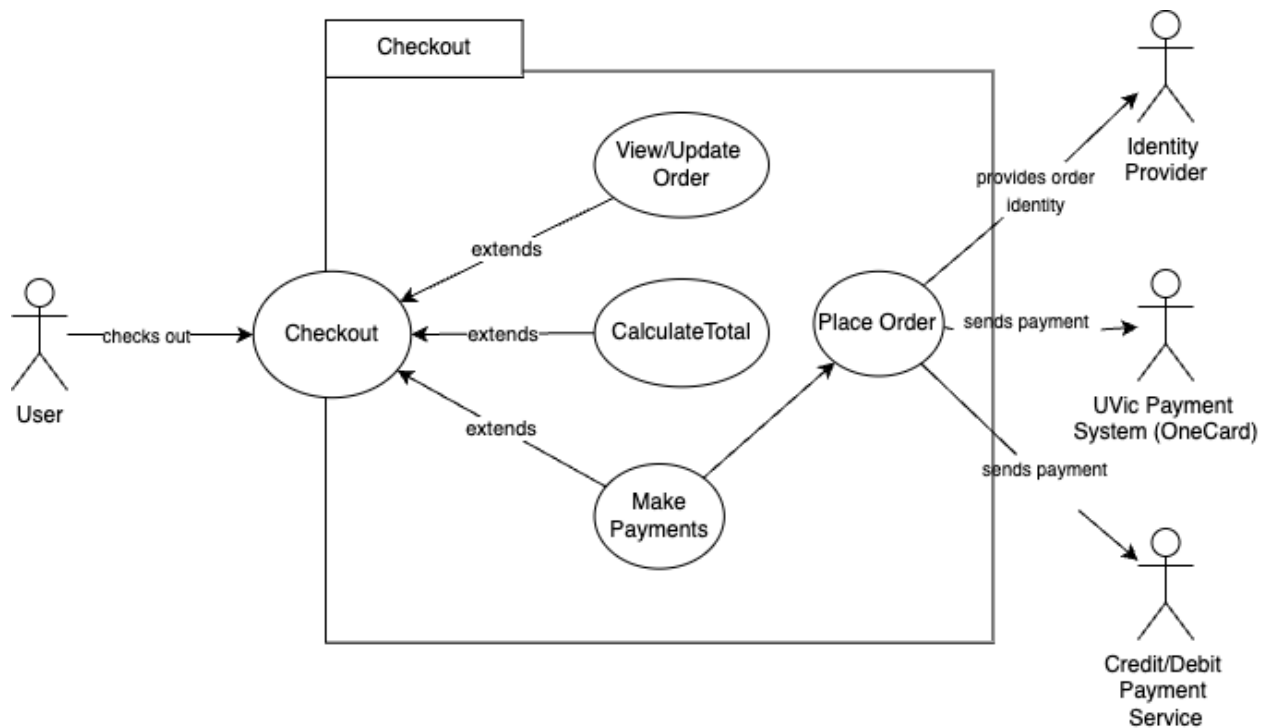 Checkout
Identity
Provider
View/Update
Order
provides order
identity
extends
User
checks out
Checkout
extends
CalculateTotal
Place Order
sends payment
UVic Payment
System (OneCard)
extends
sends payment
Make
Payments
Credit/Debit
Payment
Service